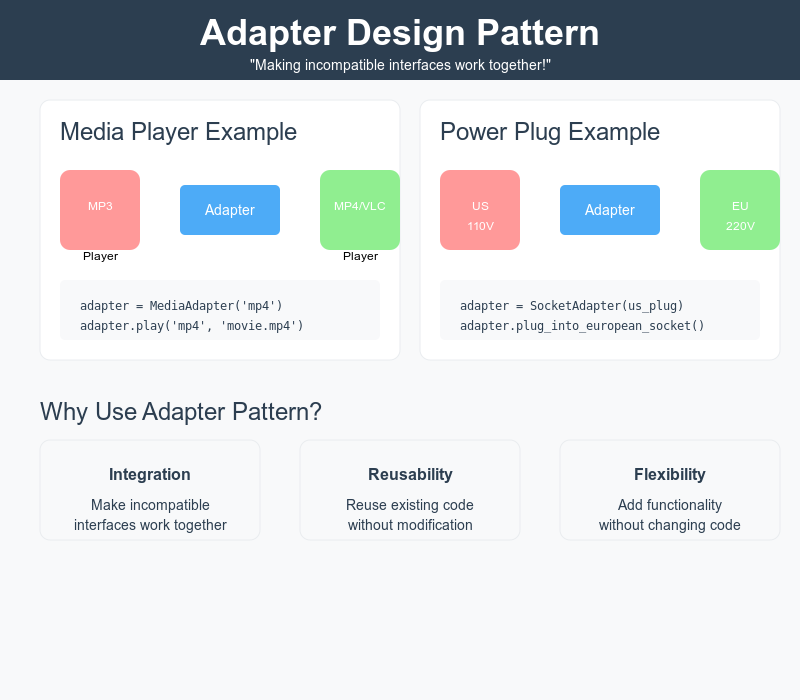 Adapter Design Pattern
"Making incompatible interfaces work together!"
Media Player Example
MP3
Player
Adapter
MP4/VLC
Player
adapter = MediaAdapter('mp4')
adapter.play('mp4', 'movie.mp4')
Power Plug Example
US
110V
Adapter
EU
220V
adapter = SocketAdapter(us_plug)
adapter.plug_into_european_socket()
Why Use Adapter Pattern?
Integration
Make incompatible
interfaces work together
Reusability
Reuse existing code
without modification
Flexibility
Add functionality
without changing code